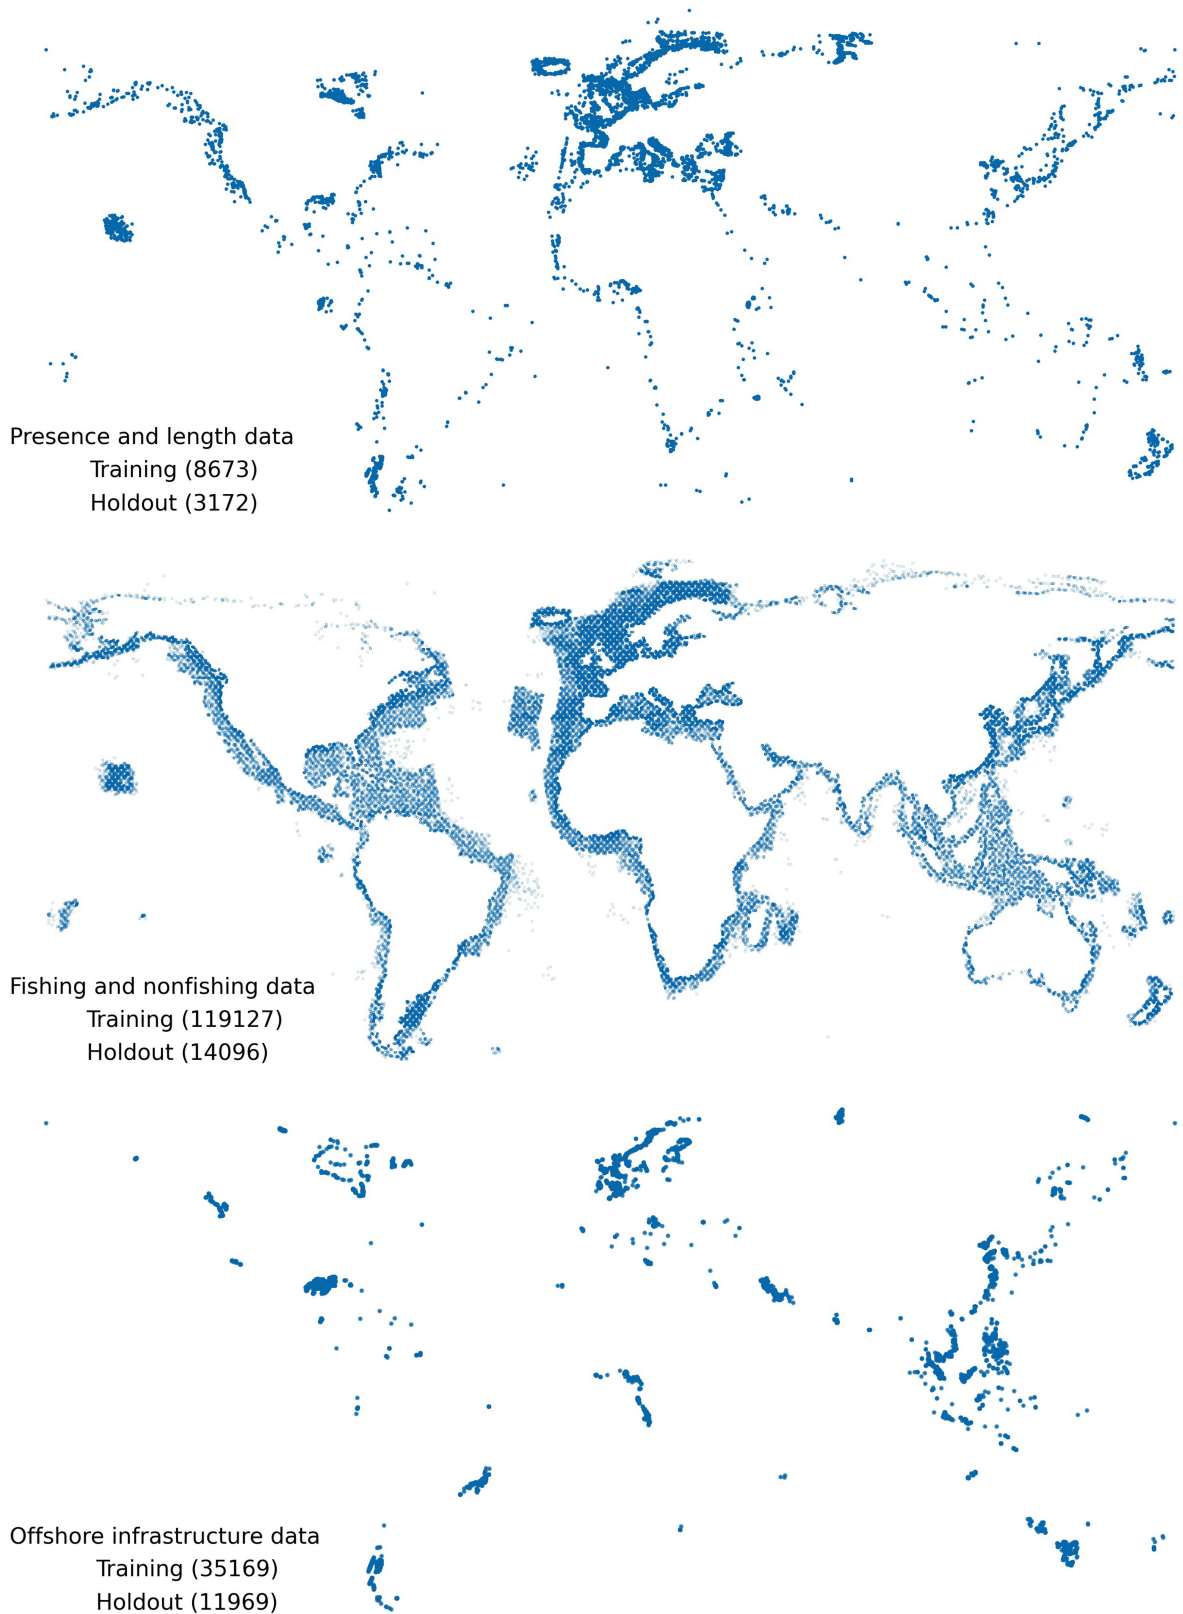 Presence and length data
Training (8673)
Holdout (3172)
Fishing and nonfishing data
Training (119127)
Holdout (14096)
Offshore infrastructure data
Training (35169)
Holdout (11969)